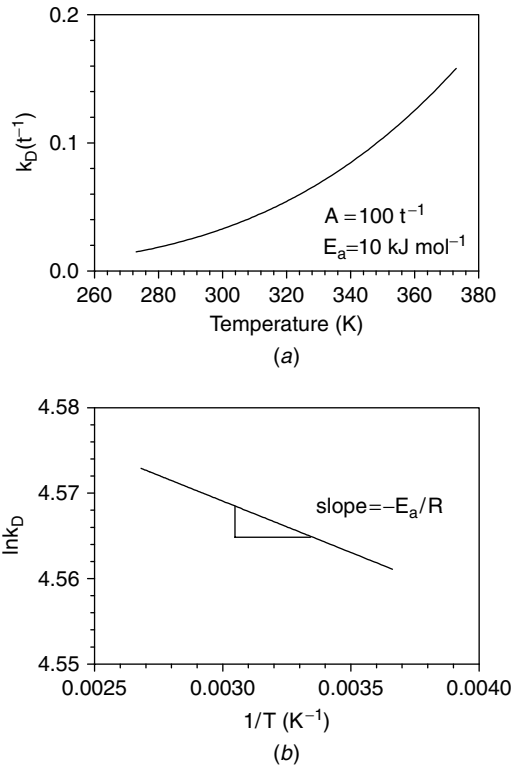 0.2
0.1
0.0
k_D(t⁻¹)
A = 100 t⁻¹
E_a=10 kJ mol⁻¹
260 280 300 320 340 360 380
Temperature (K)
(a)
4.58
4.57
4.56
4.55
lnk_D
slope=−E_a/R
0.0025 0.0030 0.0035 0.0040
1/T (K⁻¹)
(b)